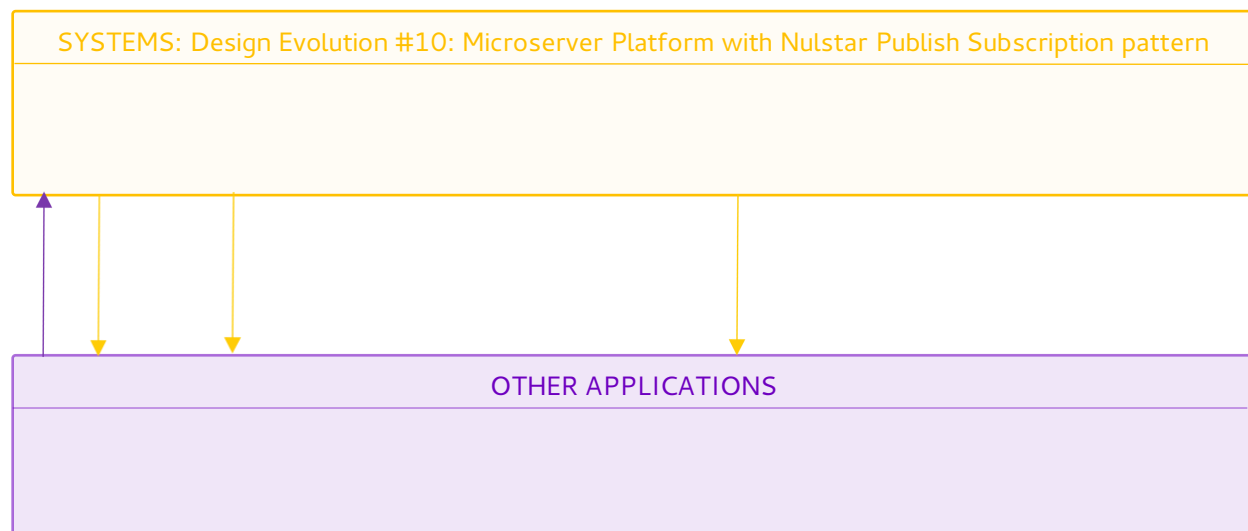 SYSTEMS: Design Evolution #10: Microserver Platform with Nulstar Publish Subscription pattern
OTHER APPLICATIONS